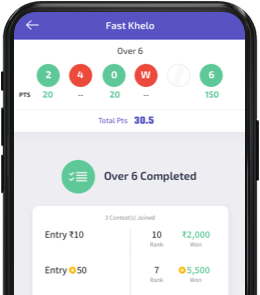 Fast Khelo
Over 6
2 4 0 W 6
PTS 20 -- 20 -- 150
Total Pts 30.5
Over 6 Completed
3 Contest(s) Joined
Entry ₹10 10 ₹2,000
Rank Won
Entry 50 7 5,500
Rank Won